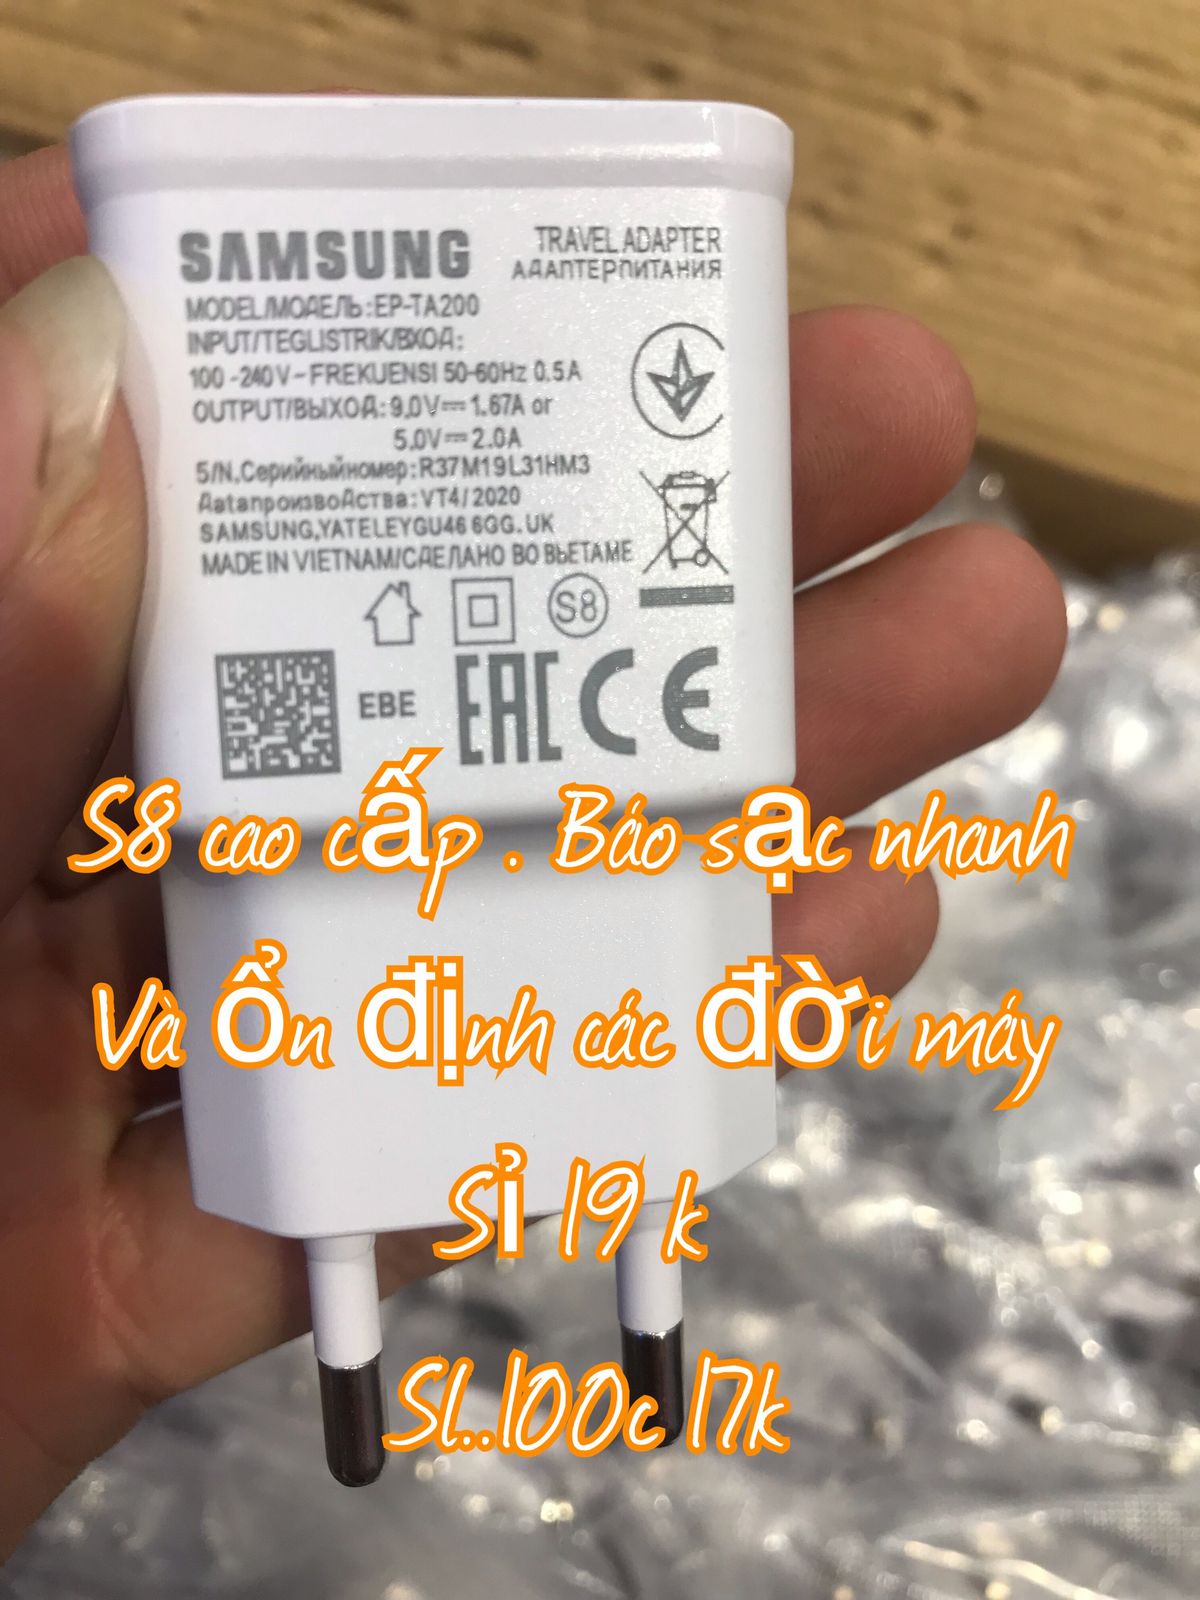 SAMSUNG
TRAVEL ADAPTER
АДАПТЕРПИТАНИЯ
MODEL/МОДЕЛЬ:EP-TA200
INPUT/TEGLISTRIK/ВХОД:
100-240V~FREKUENSI 50-60Hz 0.5A
OUTPUT/ВЫХОД:9.0V⎓1.67A or
5.0V⎓2.0A
5/N.Серийныйномер:R37M19L31HM3
Датапроизводства:VT4/2020
SAMSUNG,YATELEYGU46 6GG.UK
MADE IN VIETNAM/СДЕЛАНО ВО ВЬЕТАМЕ
S8
EBE
EAC CE
S8 cao cấp . Báo sạc nhanh
Và ổn định các đời máy
Sỉ 19 k
Sl..100c 17k